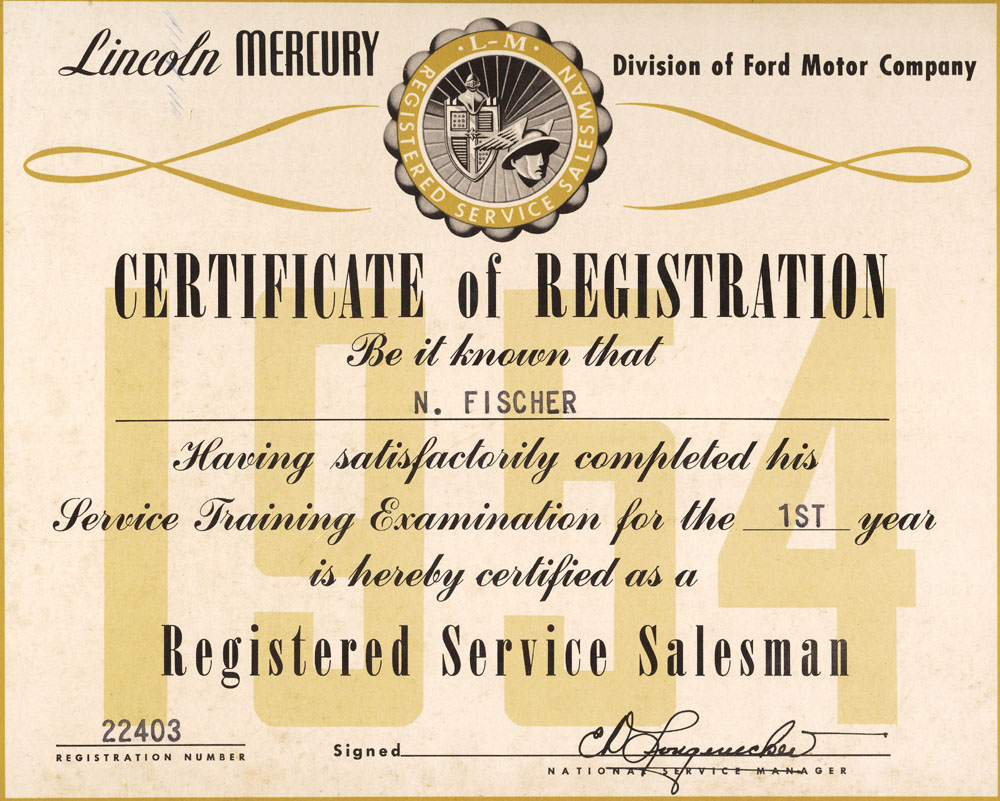 Lincoln MERCURY
Division of Ford Motor Company
· L-M ·
REGISTERED SERVICE SALESMAN
CERTIFICATE of REGISTRATION
1954
Be it known that
N. FISCHER
Having satisfactorily completed his
Service Training Examination for the 1ST year
is hereby certified as a
Registered Service Salesman
22403
REGISTRATION NUMBER
Signed
NATIONAL SERVICE MANAGER